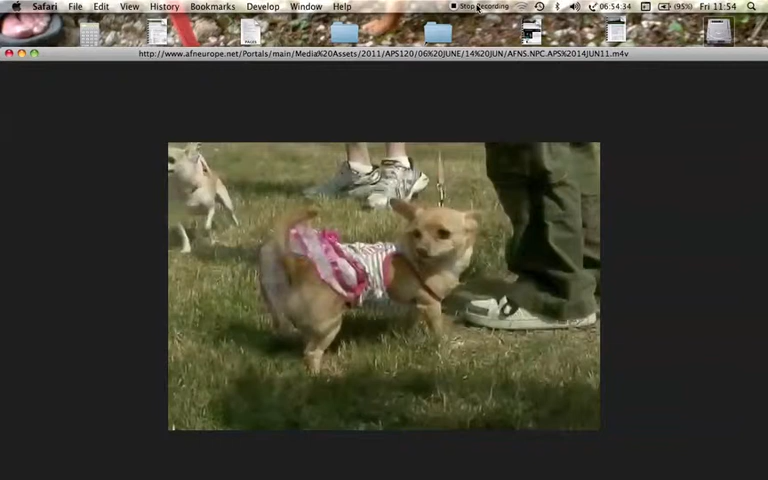 Safari File Edit View History Bookmarks Develop Window Help Stop Recording 06:54:34 (95%) Fri 11:54
http://www.afneurope.net/Portals/main/Media%20Assets/2011/APS120/06%20JUNE/14%20JUN/AFNS.NPC.APS%2014JUN11.m4v